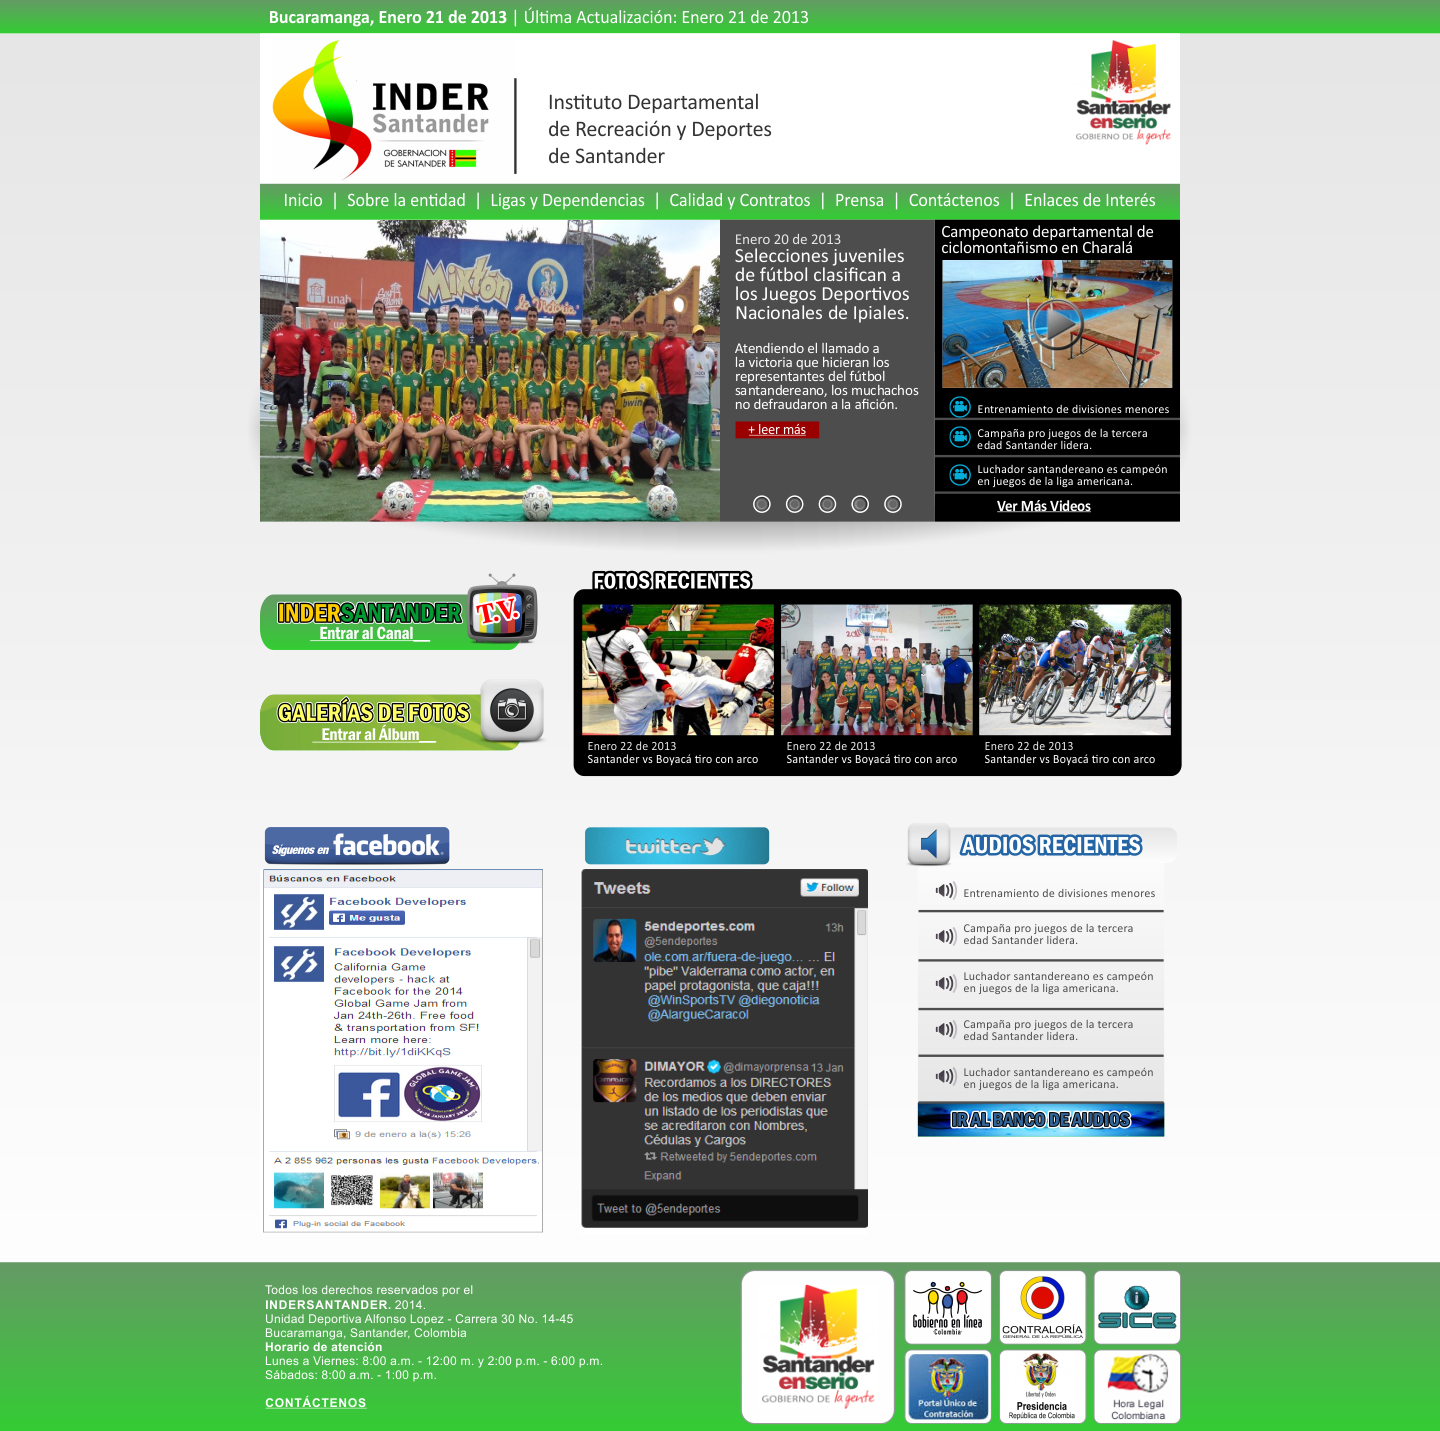 Bucaramanga, Enero 21 de 2013 | Última Actualización: Enero 21 de 2013
INDER
Santander
GOBERNACION
DE SANTANDER
Instituto Departamental
de Recreación y Deportes
de Santander
Santander
enserio
GOBIERNO DE la gente
Inicio | Sobre la entidad | Ligas y Dependencias | Calidad y Contratos | Prensa | Contáctenos | Enlaces de Interés
unab
Mixtón
la Victoria
bwin
Enero 20 de 2013
Selecciones juveniles
de fútbol clasifican a
los Juegos Deportivos
Nacionales de Ipiales.
Atendiendo el llamado a
la victoria que hicieran los
representantes del fútbol
santandereano, los muchachos
no defraudaron a la afición.
+ leer más
Campeonato departamental de
ciclomontañismo en Charalá
Entrenamiento de divisiones menores
Campaña pro juegos de la tercera
edad Santander lidera.
Luchador santandereano es campeón
en juegos de la liga americana.
Ver Más Videos
INDERSANTANDER
T.V.
Entrar al Canal
GALERÍAS DE FOTOS
Entrar al Álbum
FOTOS RECIENTES
Enero 22 de 2013
Santander vs Boyacá tiro con arco
Enero 22 de 2013
Santander vs Boyacá tiro con arco
Enero 22 de 2013
Santander vs Boyacá tiro con arco
Síguenos en facebook
Búscanos en Facebook
Facebook Developers
Me gusta
Facebook Developers
California Game
developers - hack at
Facebook for the 2014
Global Game Jam from
Jan 24th-26th. Free food
& transportation from SF!
Learn more here:
http://bit.ly/1diKKqS
GLOBAL GAME JAM
9 de enero a la(s) 15:26
A 2 855 962 personas les gusta Facebook Developers.
Plug-in social de Facebook
twitter
Tweets
Follow
5endeportes.com 13h
@5endeportes
ole.com.ar/fuera-de-juego... ... El
"pibe" Valderrama como actor, en
papel protagonista, que caja!!!
@WinSportsTV @diegonoticia
@AlargueCaracol
DIMAYOR @dimayorprensa 13 Jan
Recordamos a los DIRECTORES
de los medios que deben enviar
un listado de los periodistas que
se acreditaron con Nombres,
Cédulas y Cargos
Retweeted by 5endeportes.com
Expand
Tweet to @5endeportes
AUDIOS RECIENTES
Entrenamiento de divisiones menores
Campaña pro juegos de la tercera
edad Santander lidera.
Luchador santandereano es campeón
en juegos de la liga americana.
Campaña pro juegos de la tercera
edad Santander lidera.
Luchador santandereano es campeón
en juegos de la liga americana.
IR AL BANCO DE AUDIOS
Todos los derechos reservados por el
INDERSANTANDER. 2014.
Unidad Deportiva Alfonso Lopez - Carrera 30 No. 14-45
Bucaramanga, Santander, Colombia
Horario de atención
Lunes a Viernes: 8:00 a.m. - 12:00 m. y 2:00 p.m. - 6:00 p.m.
Sábados: 8:00 a.m. - 1:00 p.m.
CONTÁCTENOS
Santander
enserio
GOBIERNO DE la gente
Gobierno en línea
Colombia
CONTRALORÍA
GENERAL DE LA REPÚBLICA
i
SICE
Portal Único de
Contratación
Libertad y Orden
Presidencia
República de Colombia
Hora Legal
Colombiana